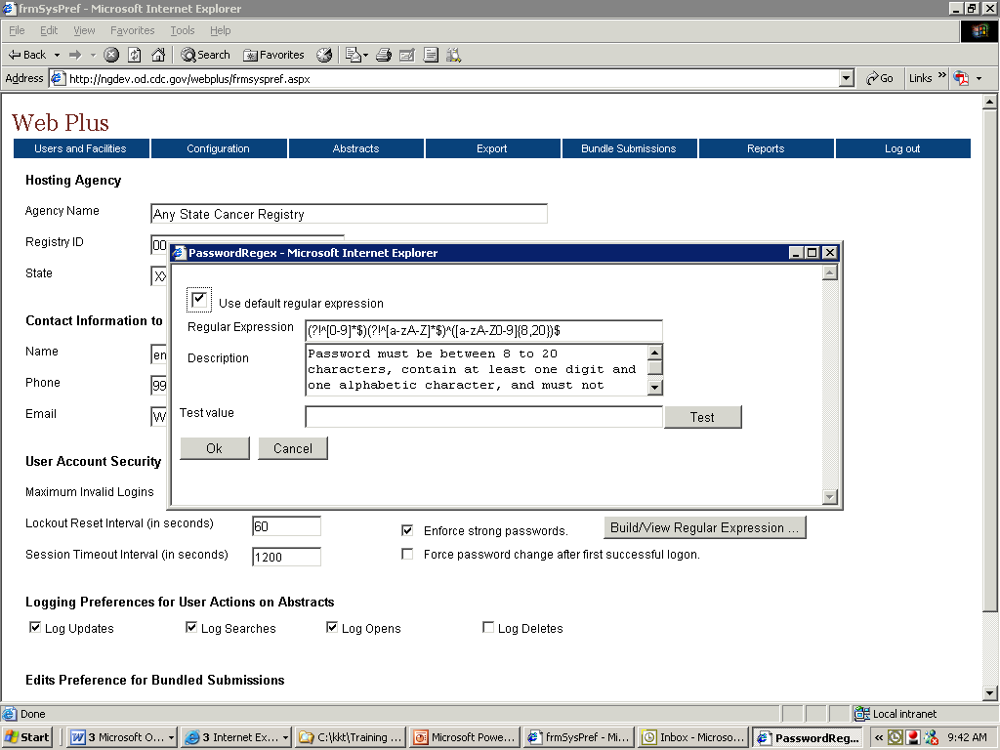 frmSysPref - Microsoft Internet Explorer
File Edit View Favorites Tools Help
Back Search Favorites
Address http://ngdev.od.cdc.gov/webplus/frmsyspref.aspx Go Links »
Web Plus
Users and Facilities Configuration Abstracts Export Bundle Submissions Reports Log out
Hosting Agency
Agency Name Any State Cancer Registry
Registry ID 00
State XX
PasswordRegex - Microsoft Internet Explorer
Use default regular expression
Regular Expression (?!^[0-9]*$)(?!^[a-zA-Z]*$)^([a-zA-Z0-9]{8,20})$
Description Password must be between 8 to 20
characters, contain at least one digit and
one alphabetic character, and must not
Test value Test
Ok Cancel
Contact Information to
Name en
Phone 99
Email W
User Account Security
Maximum Invalid Logins
Lockout Reset Interval (in seconds) 60 Enforce strong passwords. Build/View Regular Expression ...
Session Timeout Interval (in seconds) 1200 Force password change after first successful logon.
Logging Preferences for User Actions on Abstracts
Log Updates Log Searches Log Opens Log Deletes
Edits Preference for Bundled Submissions
Done Local intranet
Start 3 Microsoft O... 3 Internet Ex... C:\kkt\Training ... Microsoft Powe... frmSysPref - Mi... Inbox - Microso... PasswordReg... « 9:42 AM